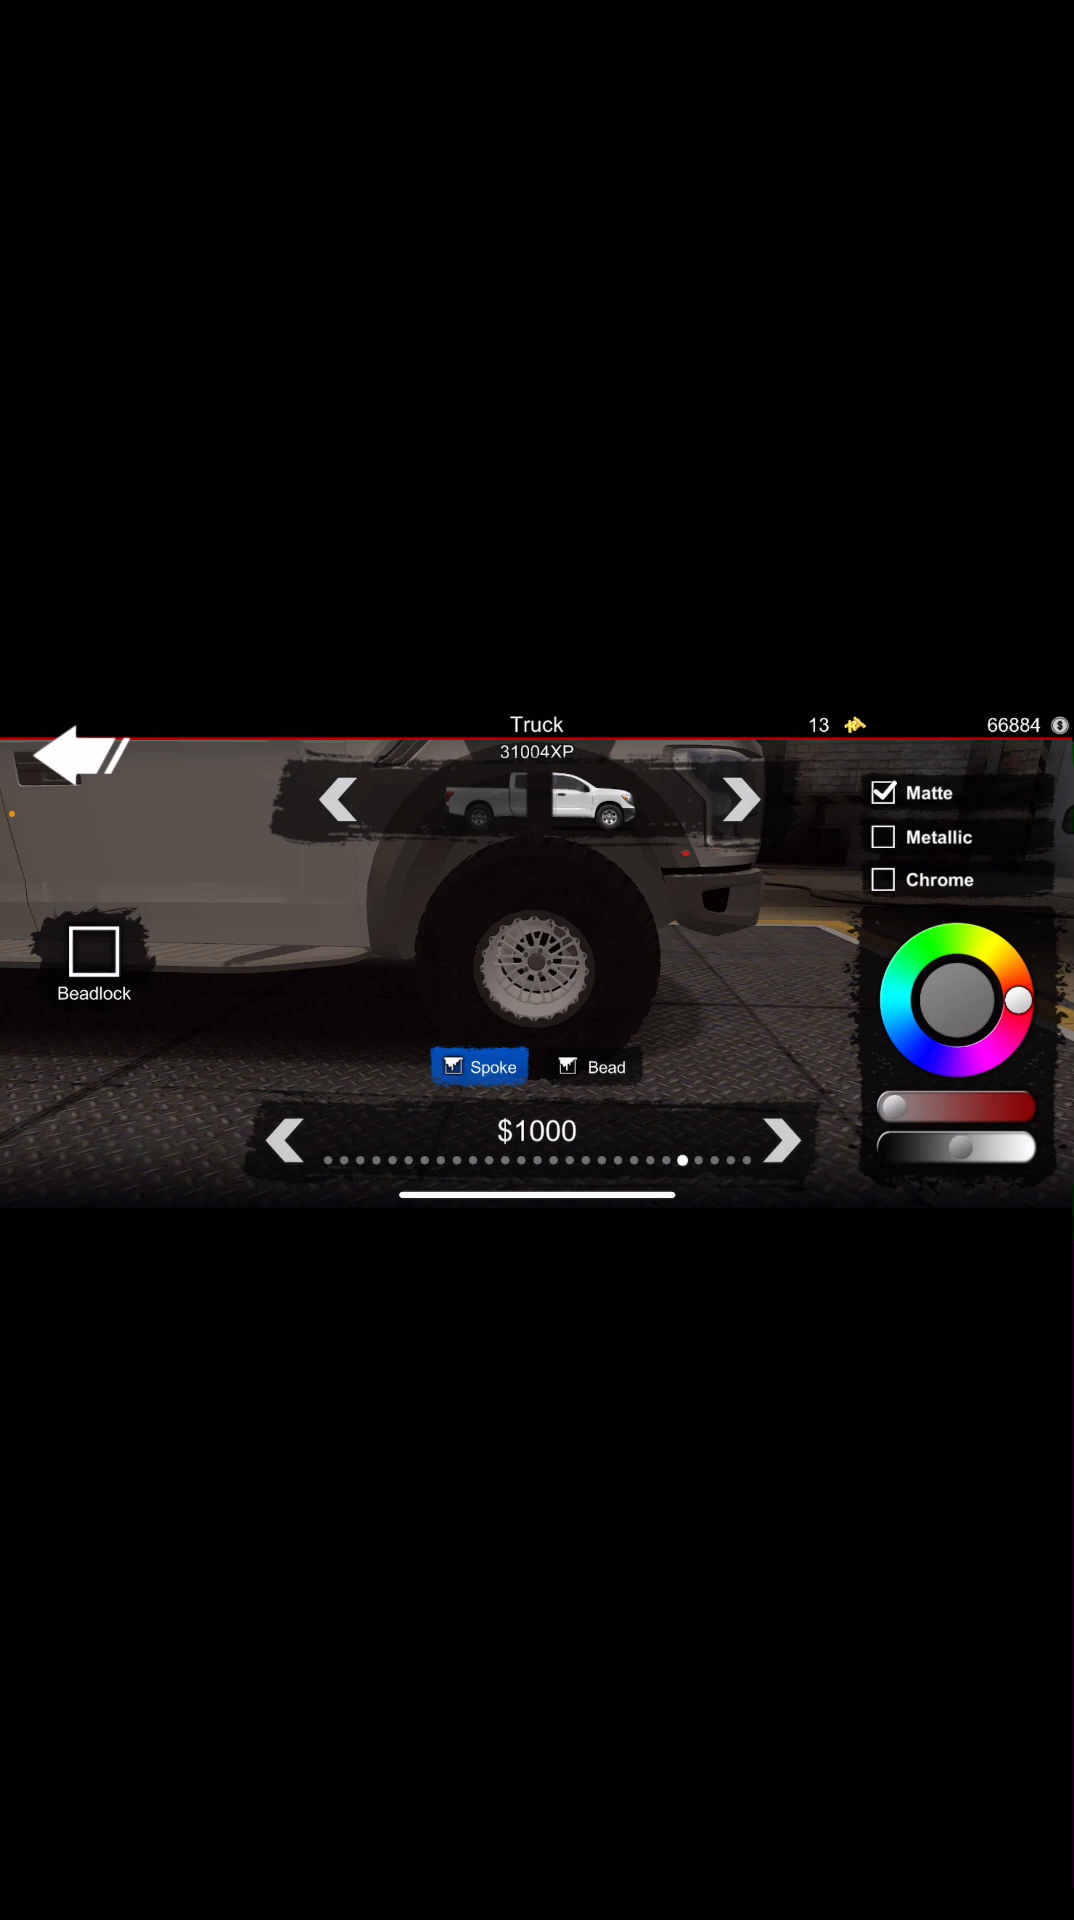 Truck
13
66884
31004XP
Matte
Metallic
Chrome
Beadlock
Spoke
Bead
$1000